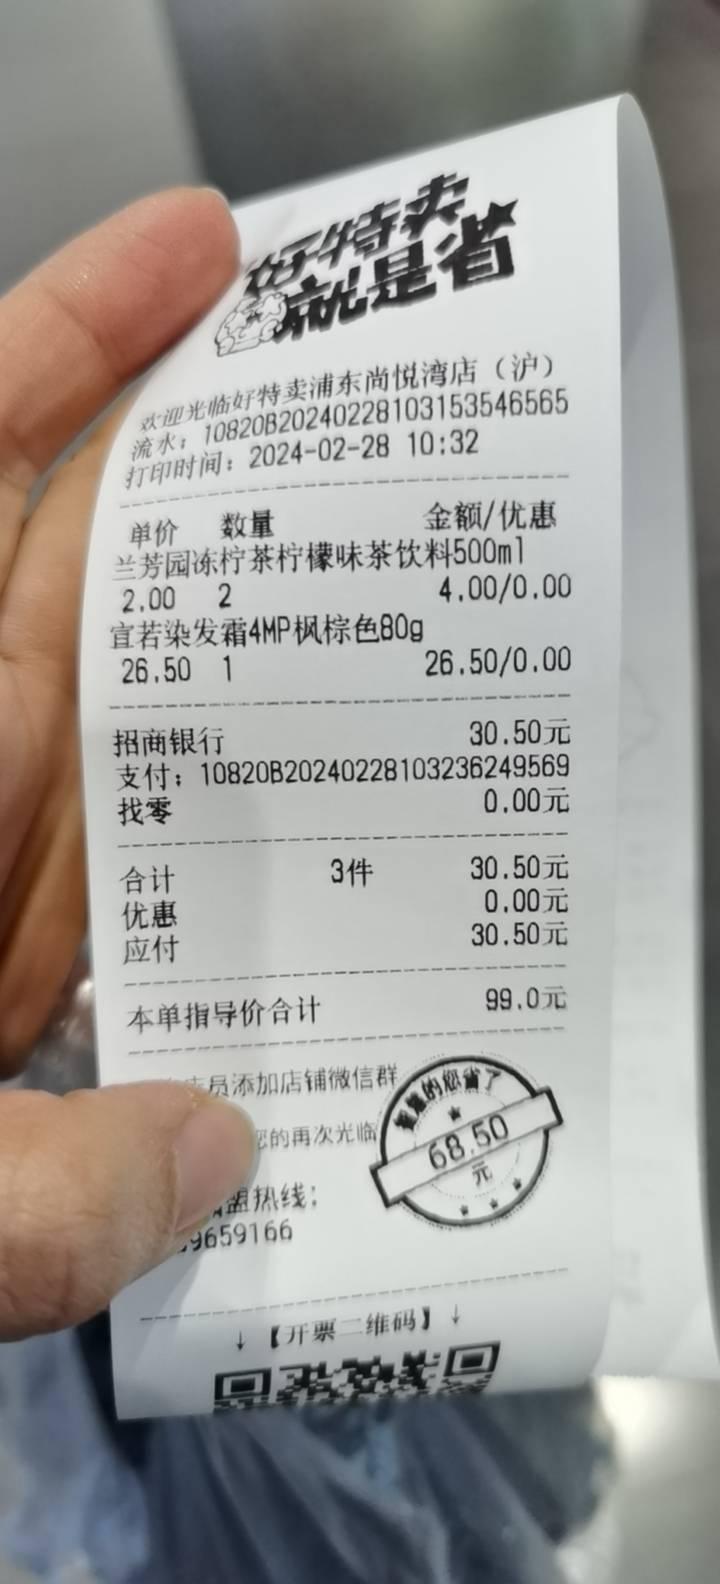 好特卖
就是省
欢迎光临好特卖浦东尚悦湾店（沪）
流水：10820B20240228103153546565
打印时间：2024-02-28 10:32
单价 数量 金额/优惠
兰芳园冻柠茶柠檬味茶饮料500ml
2.00 2 4.00/0.00
宣若染发霜4MP枫棕色80g
26.50 1 26.50/0.00
招商银行 30.50元
支付：10820B20240228103236249569
找零 0.00元
合计 3件 30.50元
优惠 0.00元
应付 30.50元
本单指导价合计 99.0元
店员添加店铺微信群
您的再次光临
盟热线：
9659166
的您省了
68.50
元
↓【开票二维码】↓